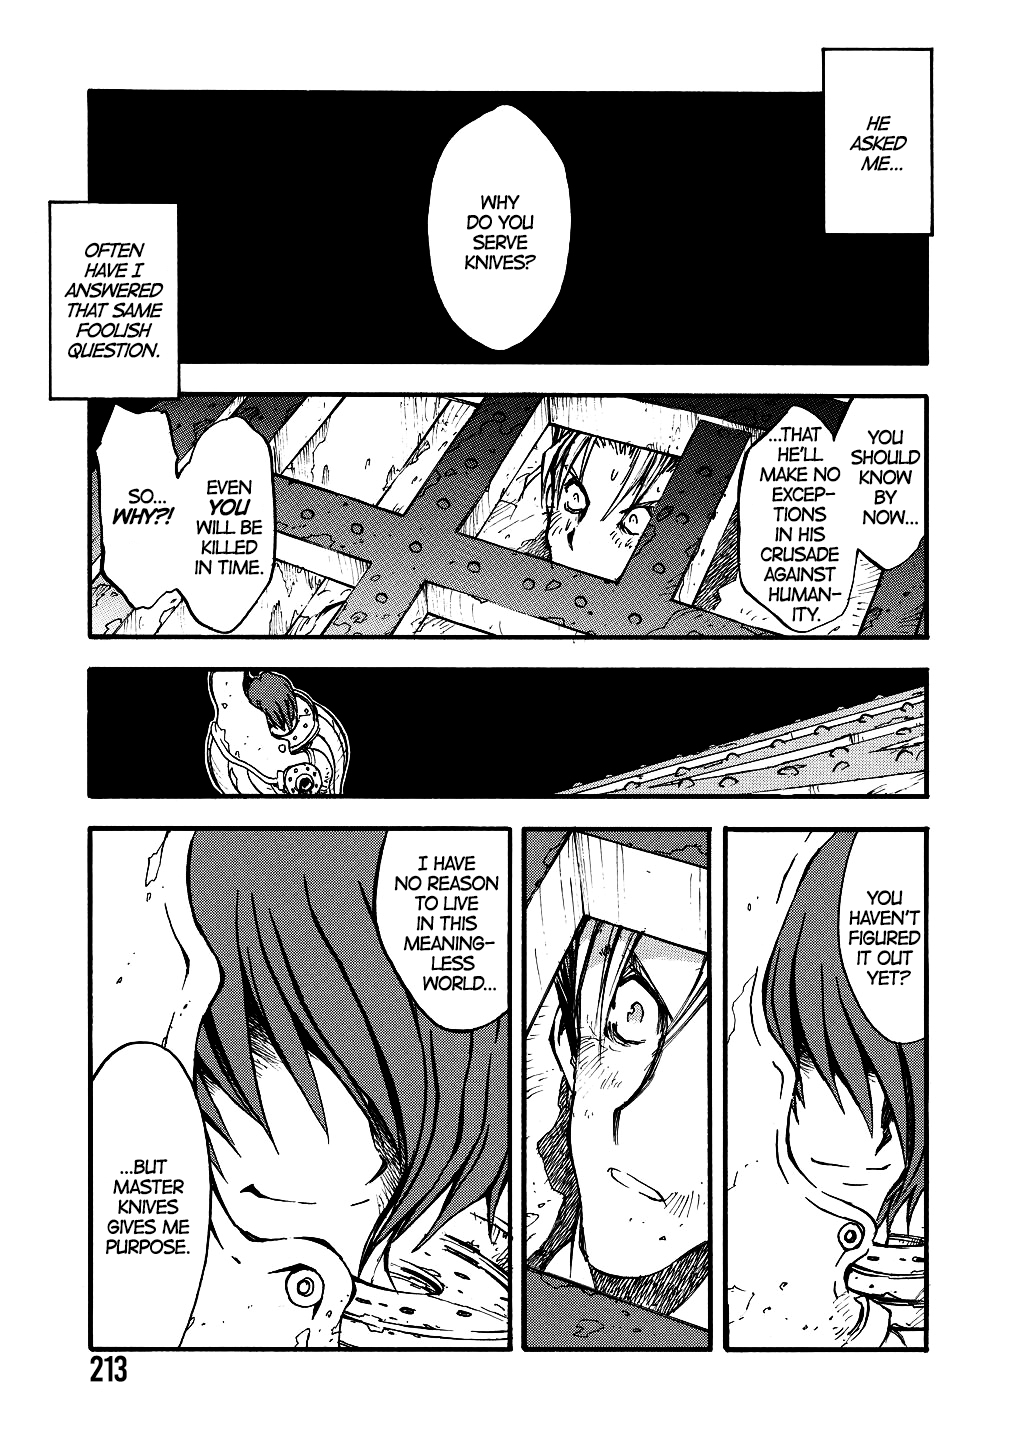 HE
ASKED
ME...
WHY
DO YOU
SERVE
KNIVES?
OFTEN
HAVE I
ANSWERED
THAT SAME
FOOLISH
QUESTION.
YOU
SHOULD
KNOW
BY
NOW...
...THAT
HE'LL
MAKE NO
EXCEP-
TIONS
IN HIS
CRUSADE
AGAINST
HUMAN-
ITY.
EVEN
YOU
WILL BE
KILLED
IN TIME.
SO...
WHY?!
YOU
HAVEN'T
FIGURED
IT OUT
YET?
I HAVE
NO REASON
TO LIVE
IN THIS
MEANING-
LESS
WORLD...
...BUT
MASTER
KNIVES
GIVES ME
PURPOSE.
213